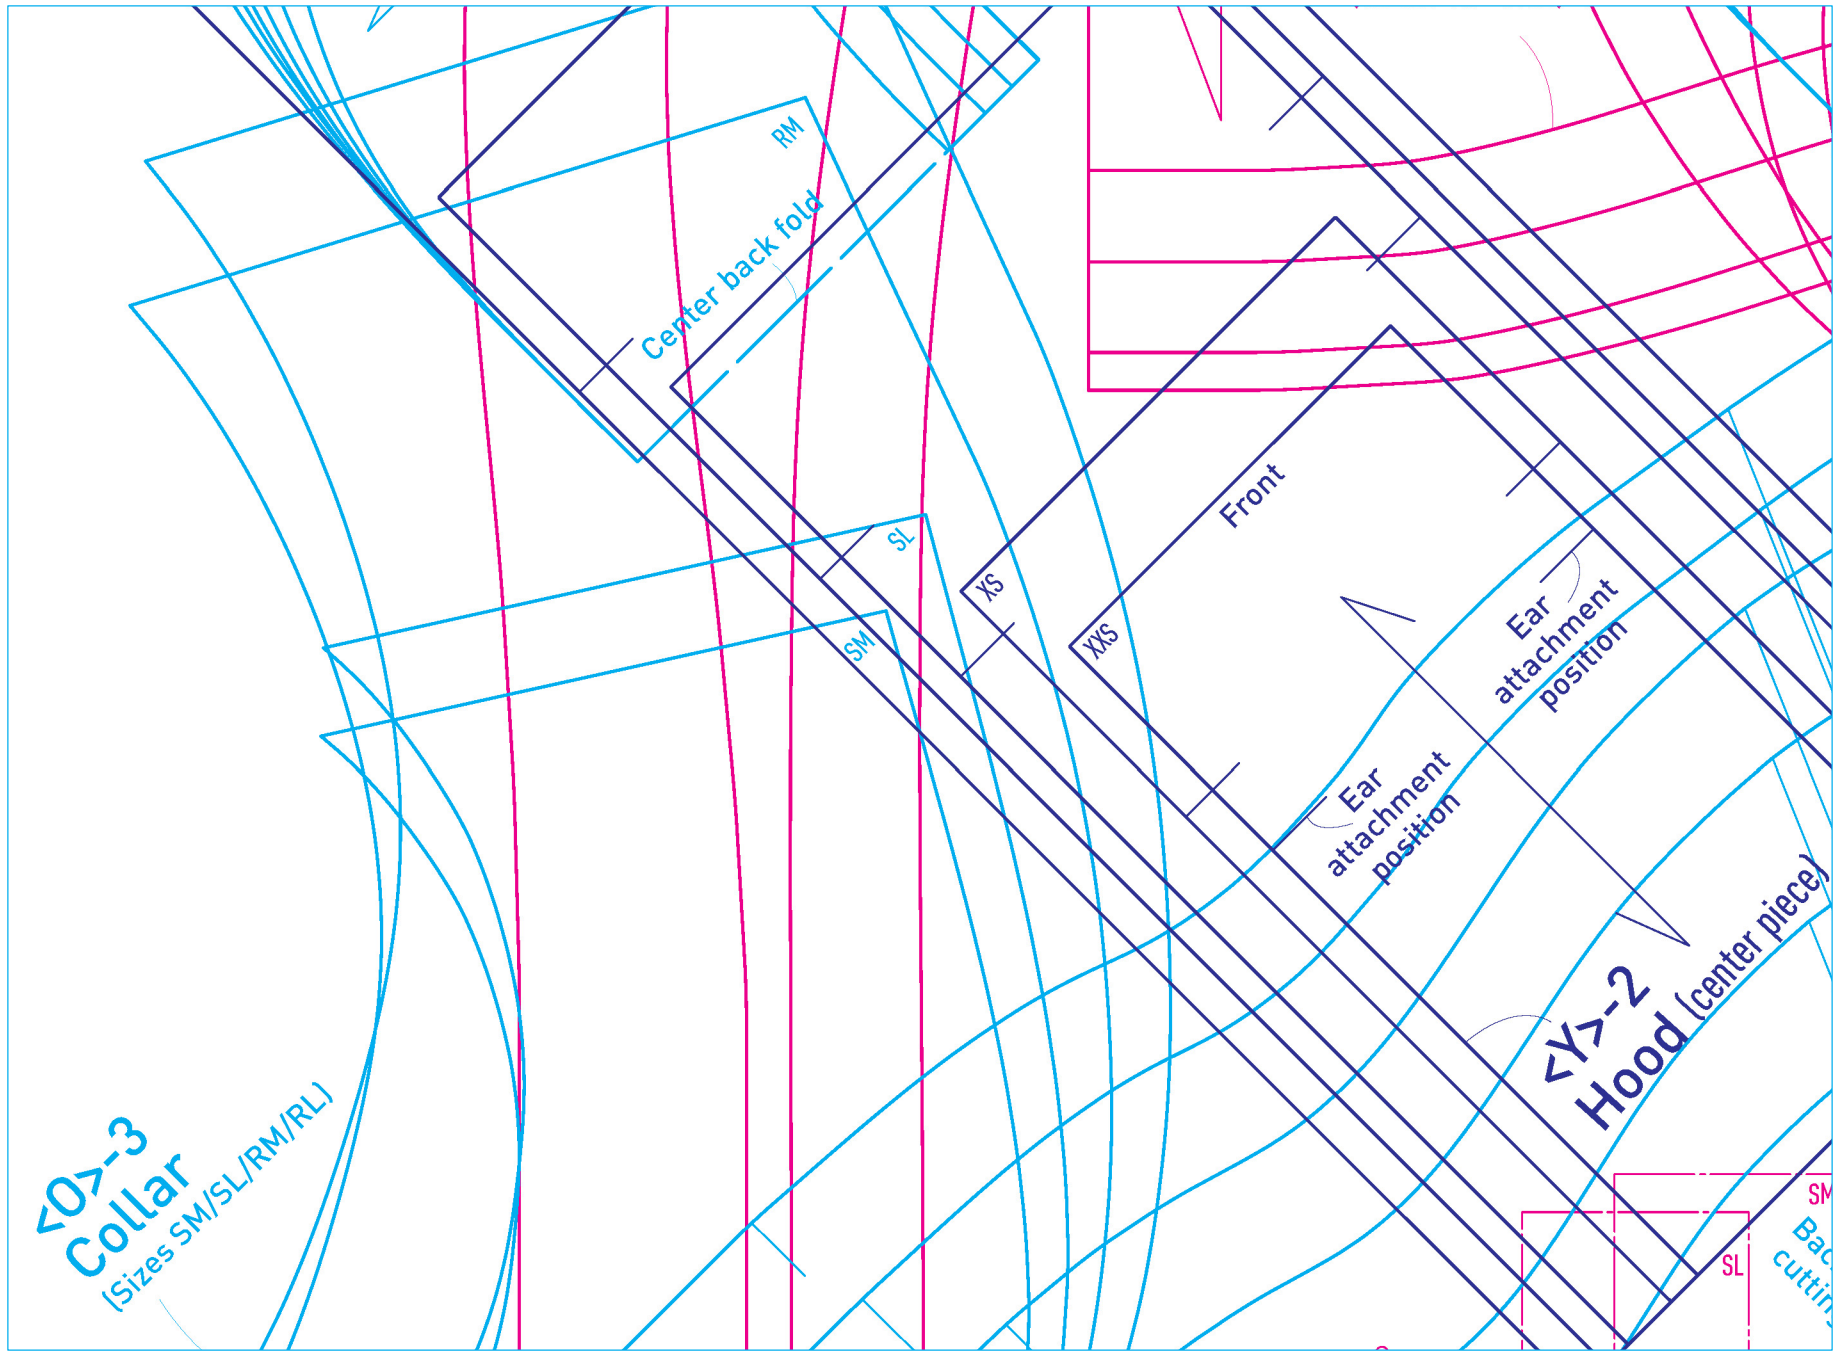 RM
Center back fold
SL
SM
XS
XXS
Front
Ear
attachment
position
Ear
attachment
position
<Y>-2
Hood (center piece)
<O>-3
Collar
(Sizes SM/SL/RM/RL)
SM
SL